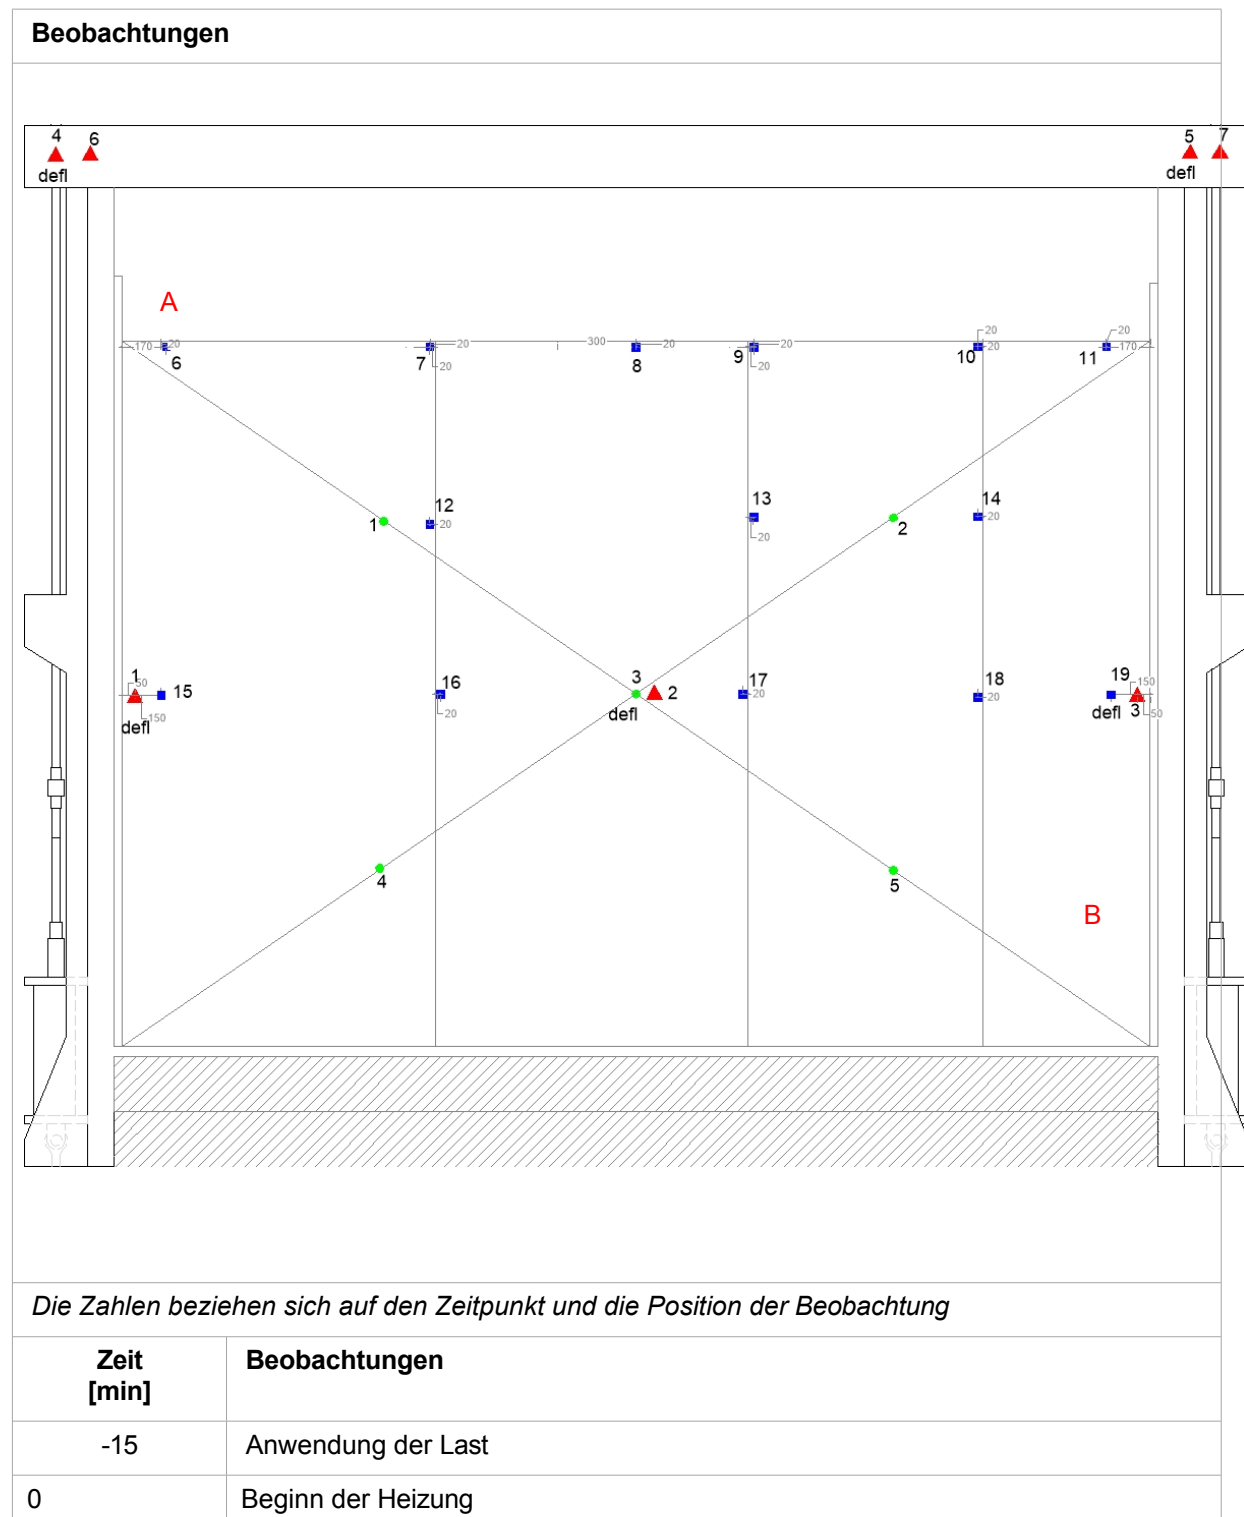 Beobachtungen
4 6 5 7
defl defl
A
170 20 20 300 20 20 20 20 20 170
6 7 20 8 9 20 10 11
1 12 20 13 20 14 20 2
1 50 15 150 defl
16 20 3 defl 2 17 20 18 20 19 150 defl 3 50
4 5
B
Die Zahlen beziehen sich auf den Zeitpunkt und die Position der Beobachtung
Zeit Beobachtungen
[min]
-15 Anwendung der Last
0 Beginn der Heizung